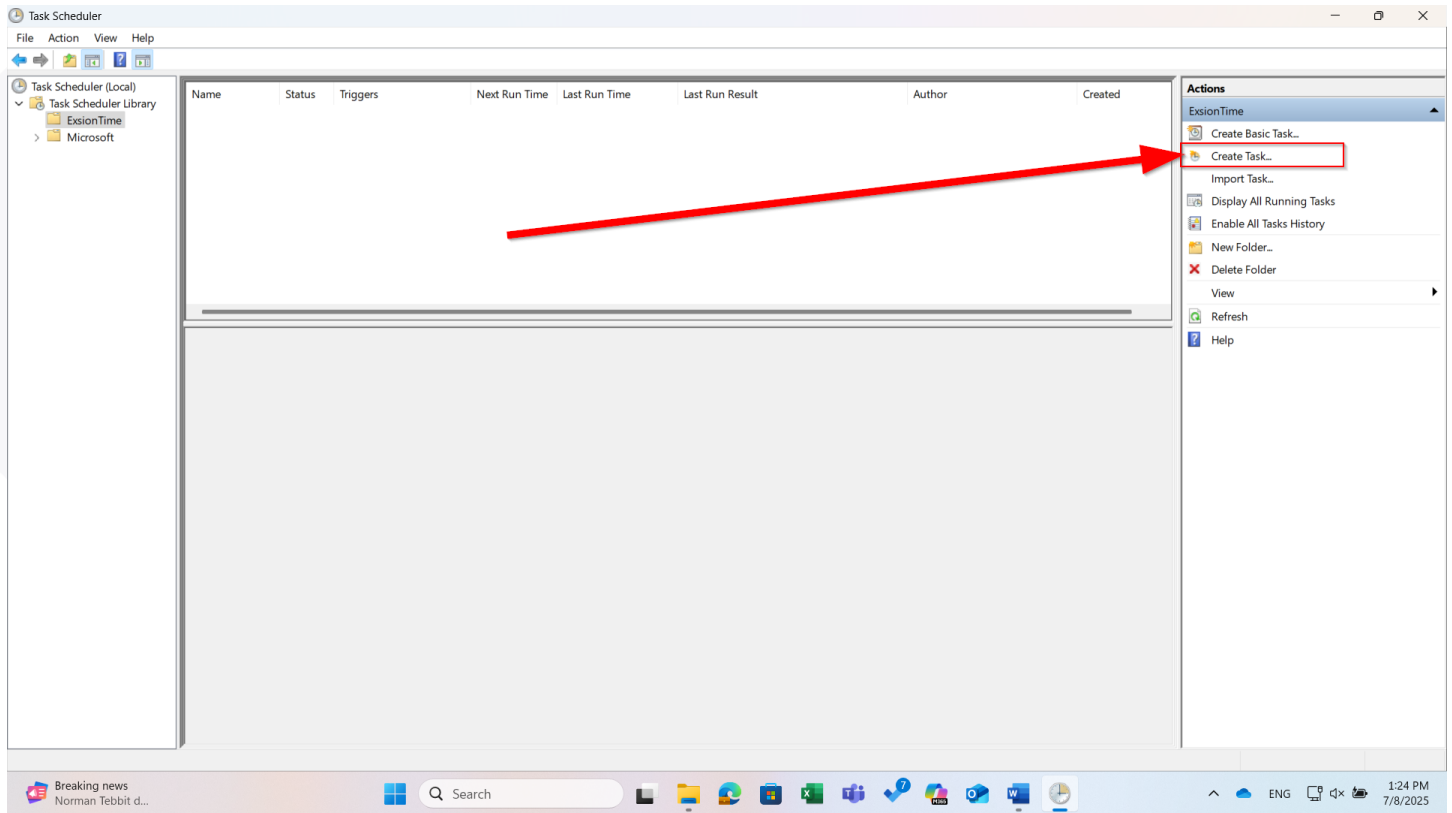 Task Scheduler
File Action View Help
Task Scheduler (Local)
Task Scheduler Library
ExsionTime
Microsoft
Name Status Triggers Next Run Time Last Run Time Last Run Result Author Created
Actions
ExsionTime
Create Basic Task...
Create Task...
Import Task...
Display All Running Tasks
Enable All Tasks History
New Folder...
Delete Folder
View
Refresh
Help
Breaking news
Norman Tebbit d...
Search
7
M365
ENG
1:24 PM
7/8/2025